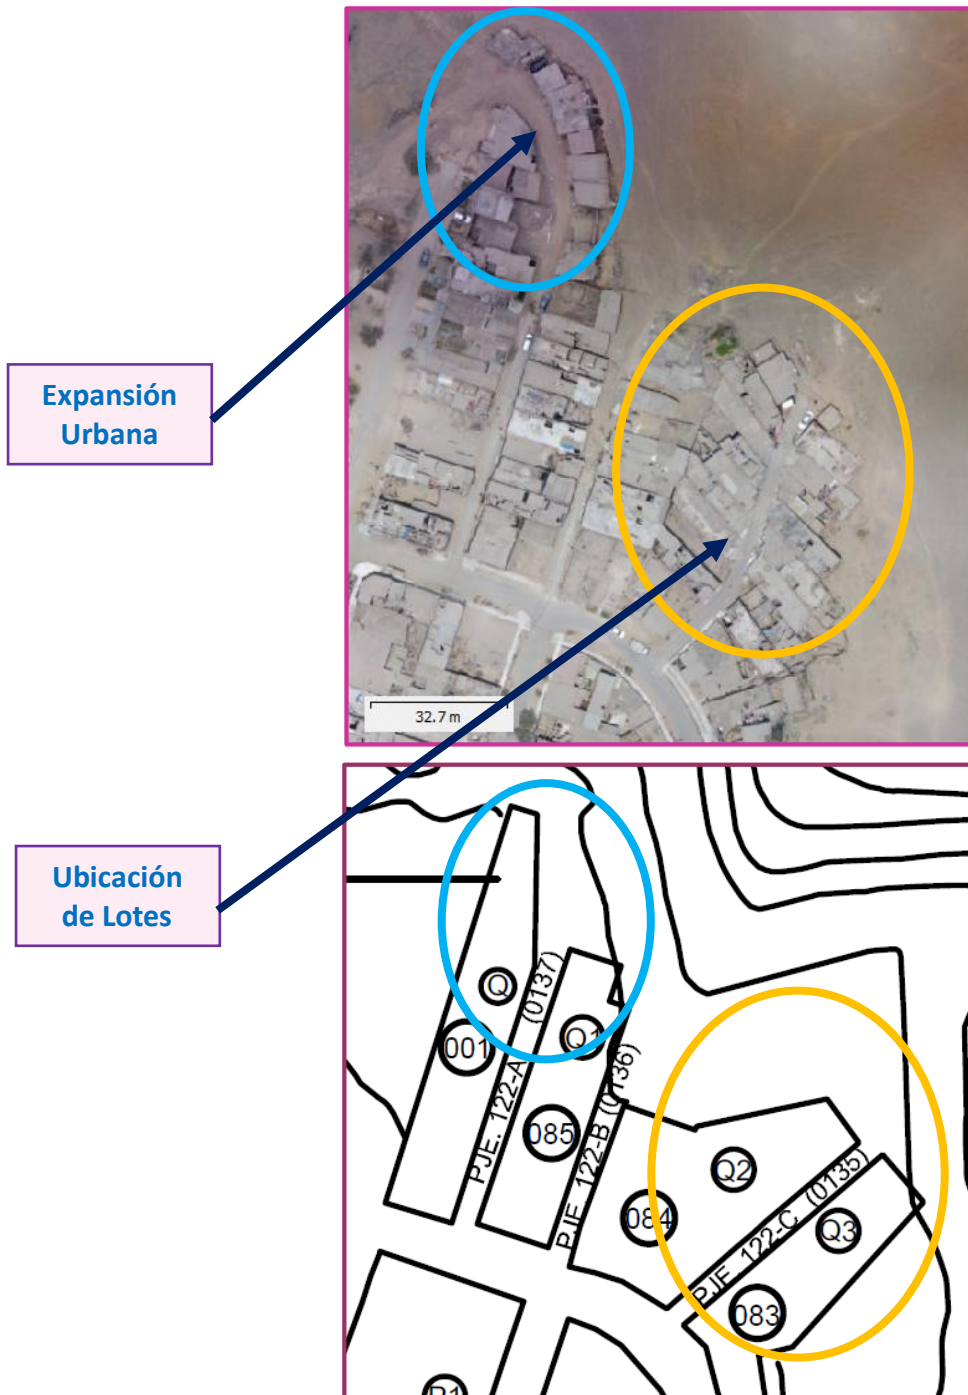 Expansión
Urbana
32.7 m
Ubicación
de Lotes
Q
001
PJE. 122-A (0137)
Q1
085
PJE. 122-B (0136)
Q2
084
PJE. 122-C (0135)
Q3
083